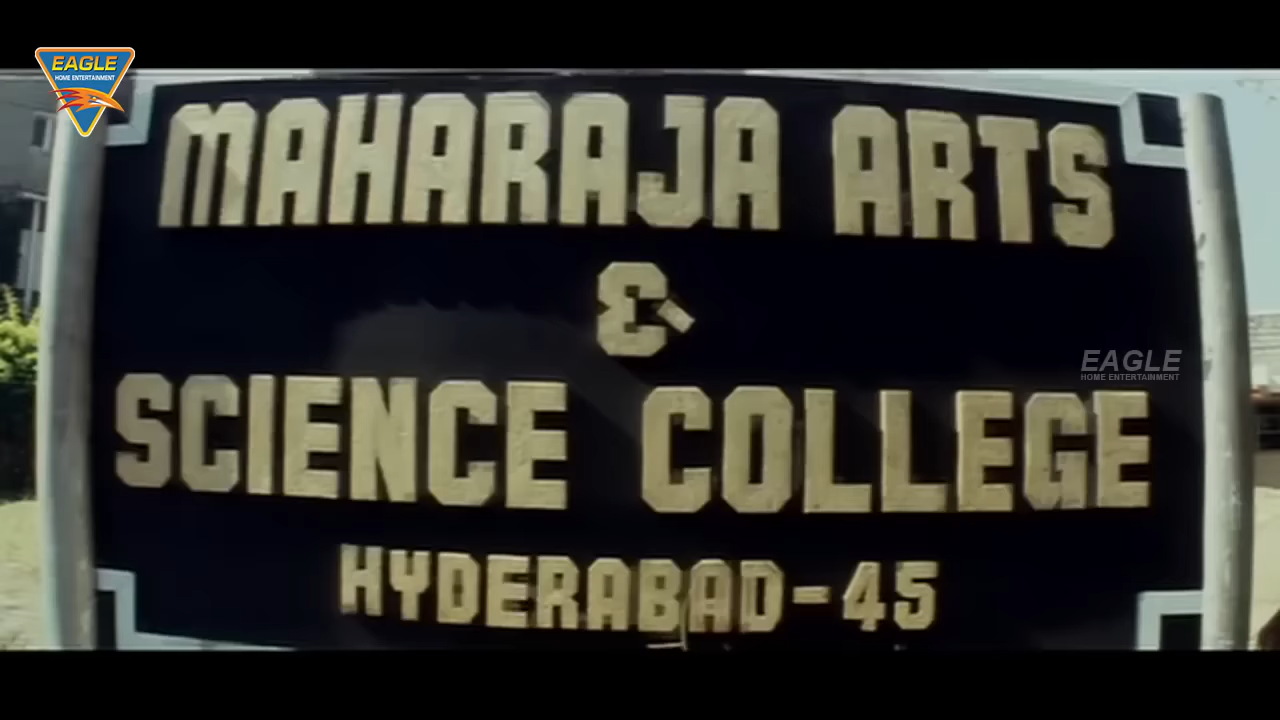 EAGLE
HOME ENTERTAINMENT
MAHARAJA ARTS
&
SCIENCE COLLEGE
HYDERABAD-45
EAGLE
HOME ENTERTAINMENT